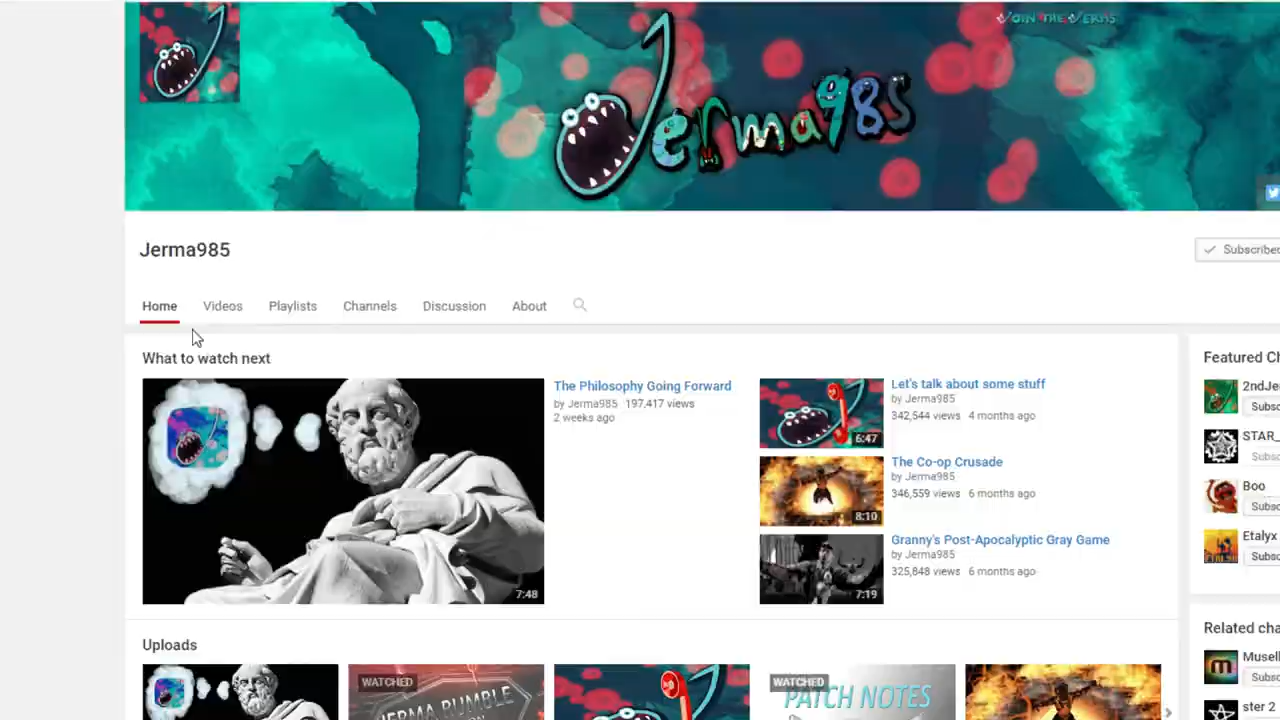 JOIN THE JERMS
Jerma985
Jerma985
Subscribed
Home Videos Playlists Channels Discussion About
What to watch next
The Philosophy Going Forward
by Jerma985 197,417 views
2 weeks ago
7:48
Let's talk about some stuff
by Jerma985
342,544 views 4 months ago
6:47
The Co-op Crusade
by Jerma985
346,559 views 6 months ago
8:10
Granny's Post-Apocalyptic Gray Game
by Jerma985
325,848 views 6 months ago
7:19
Uploads
WATCHED
JERMA RUMBLE
WATCHED
PATCH NOTES
Featured Ch
2ndJe
Subsc
STAR_
Subsc
Boo
Subsc
Etalyx
Subsc
Related cha
Musell
Subsc
ster 2